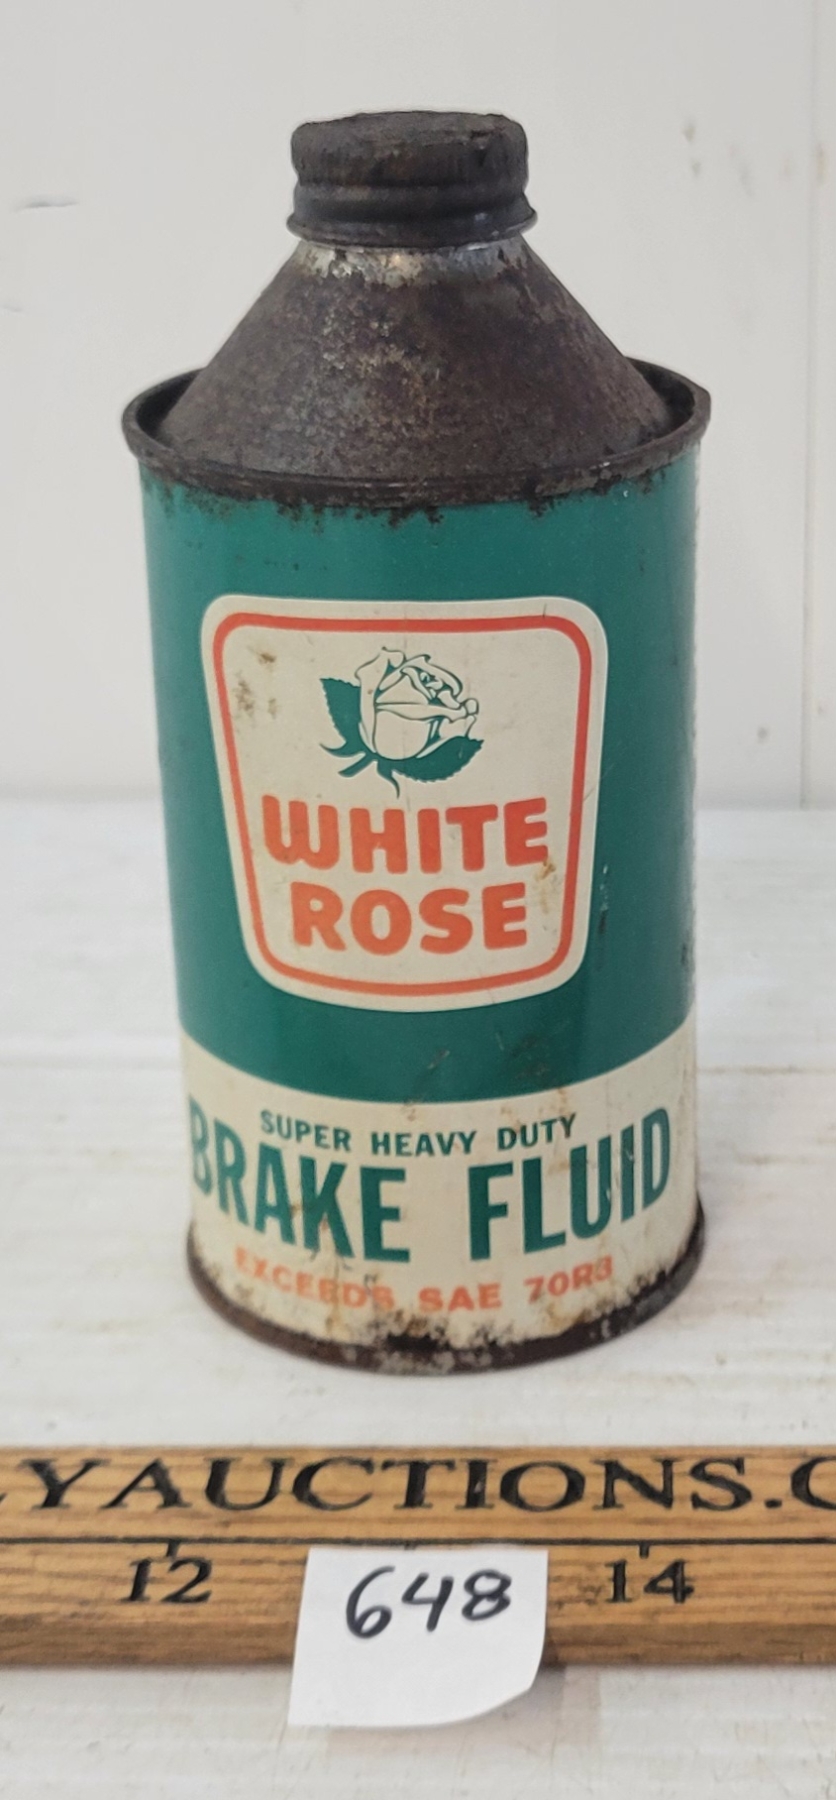 WHITE
ROSE
SUPER HEAVY DUTY
BRAKE FLUID
EXCEEDS SAE 70R3
YAUCTIONS.C
12 14
648